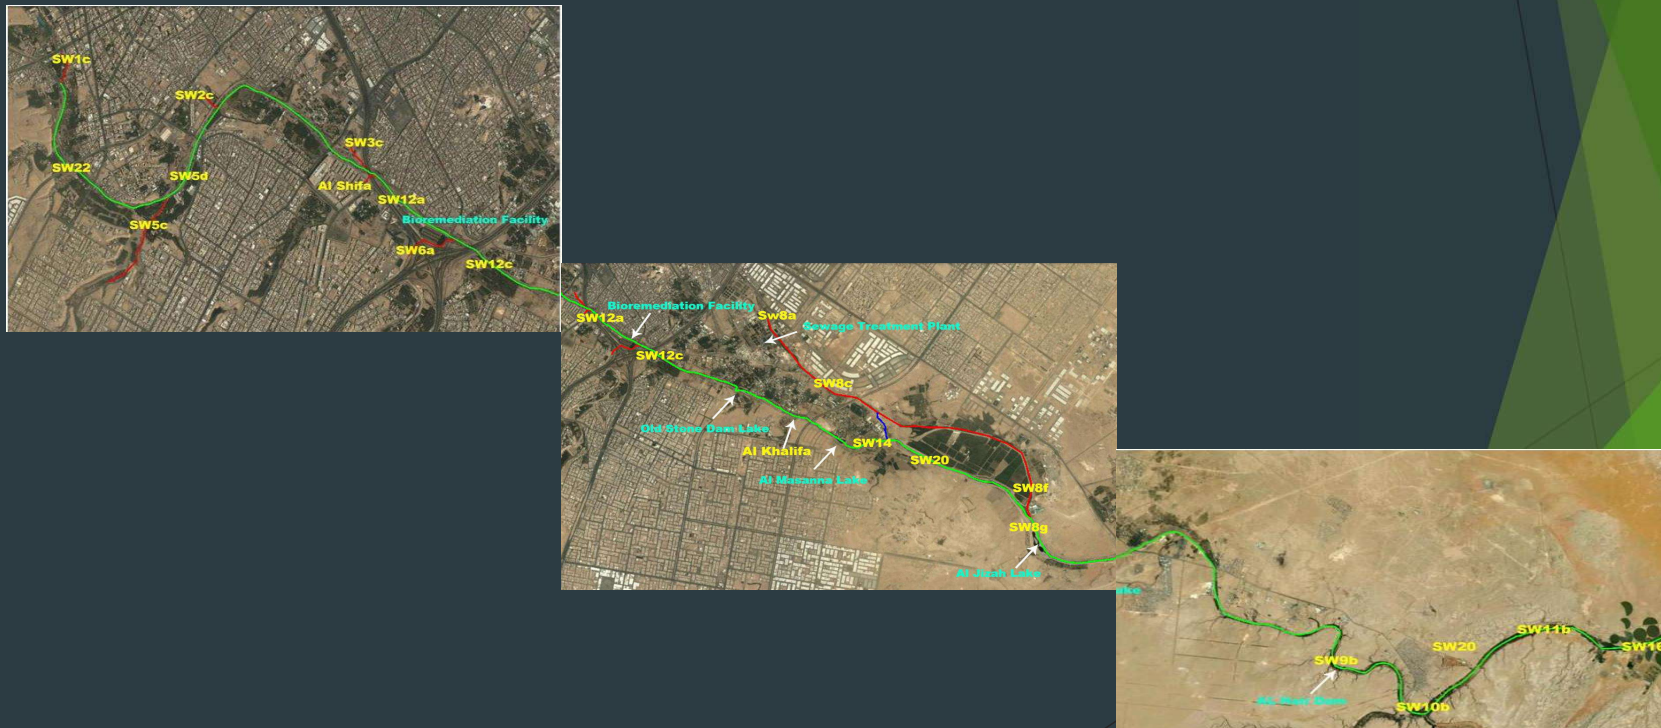 SW1c
SW2c
SW3c
SW22
SW5d
Al Shifa
SW12a
Bioremediation Facility
SW5c
SW6a
SW12c
Bioremediation Facility
SW12a
Sw8a
Sewage Treatment Plant
SW12c
SW8c
Old Stone Dam Lake
SW14
Al Khalifa
SW20
Al Masanna Lake
SW8f
SW8g
Al Jizah Lake
ake
SW11b
SW20
SW9b
SW10b